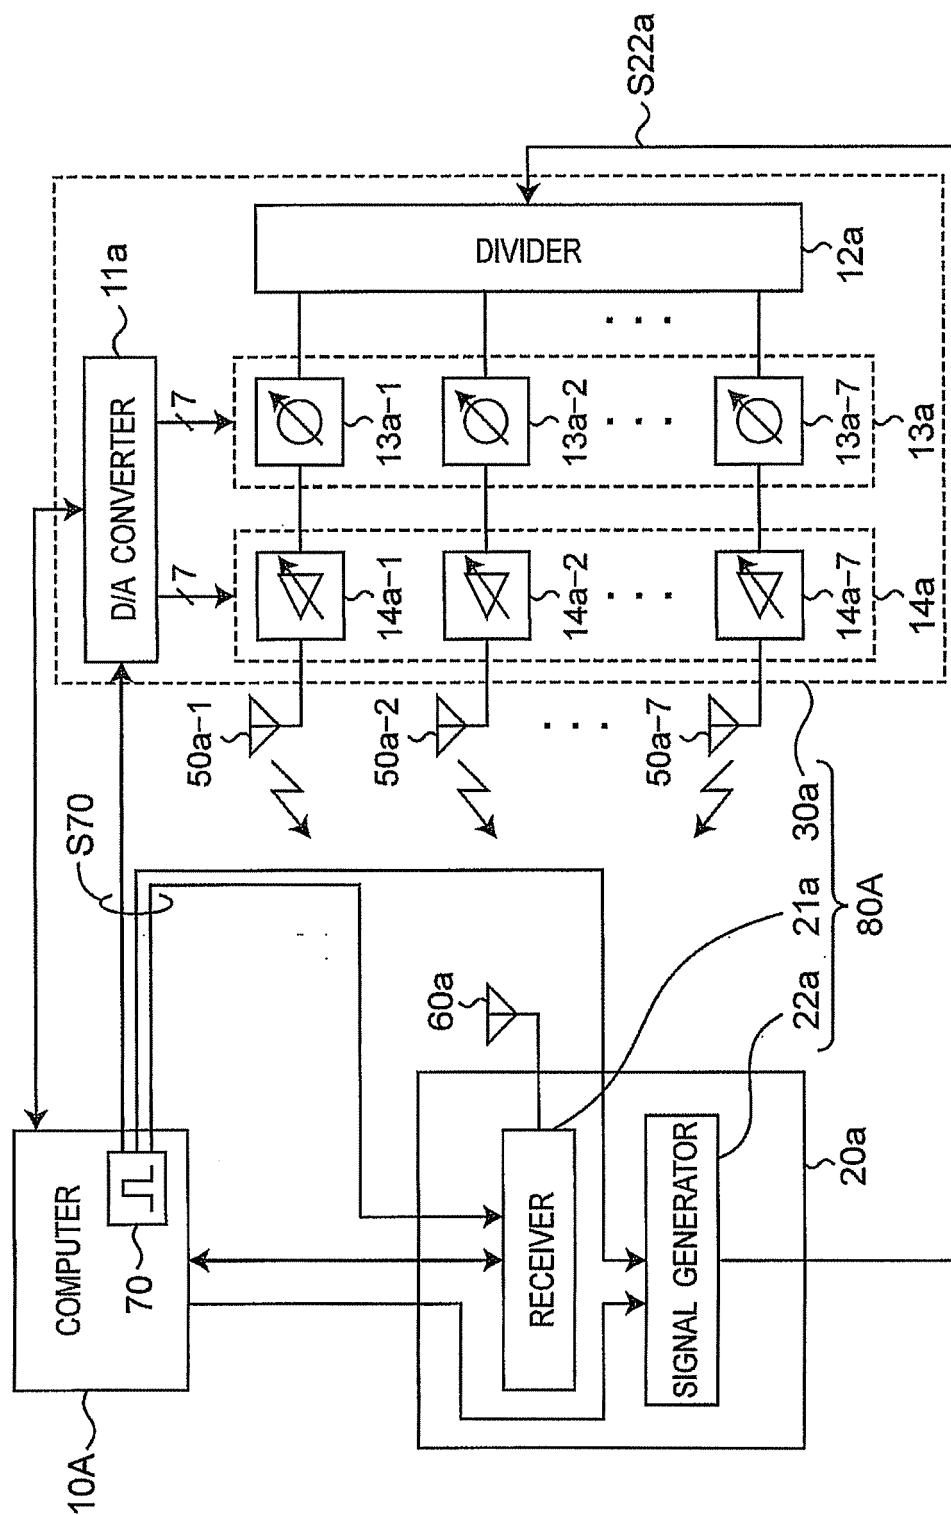 10A
COMPUTER
70
S70
D/A CONVERTER
11a
7
7
S22a
DIVIDER
12a
13a-1
13a-2
. . .
13a-7
13a
. . .
14a-1
14a-2
. . .
14a-7
14a
50a-1
50a-2
. . .
50a-7
60a
RECEIVER
SIGNAL GENERATOR
20a
22a
21a
30a
80A